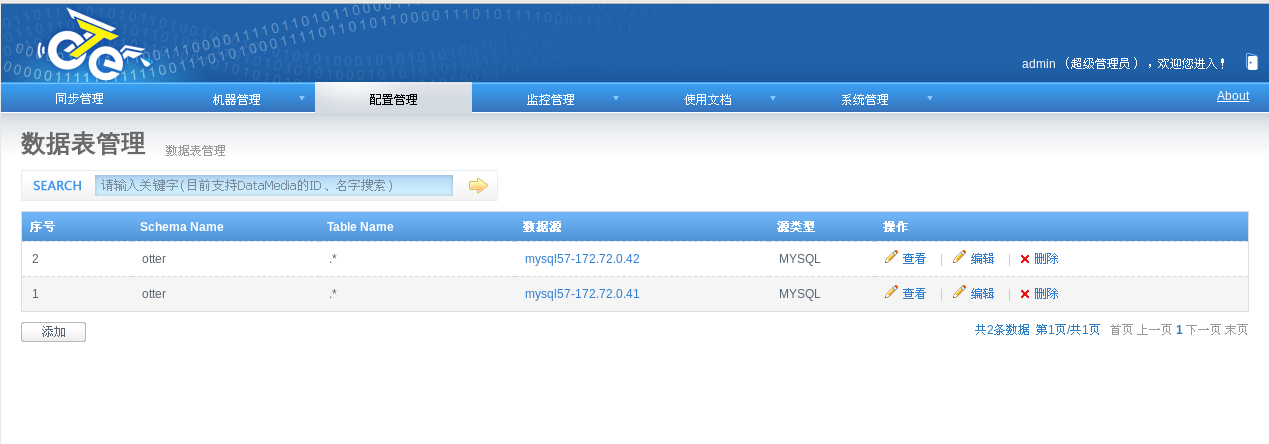 admin （超级管理员），欢迎您进入！
同步管理 机器管理 配置管理 监控管理 使用文档 系统管理 About
数据表管理 数据表管理
SEARCH 请输入关键字(目前支持DataMedia的ID、名字搜索)
序号 Schema Name Table Name 数据源 源类型 操作
2 otter .* mysql57-172.72.0.42 MYSQL 查看 | 编辑 | 删除
1 otter .* mysql57-172.72.0.41 MYSQL 查看 | 编辑 | 删除
添加 共2条数据 第1页/共1页 首页 上一页 1 下一页 末页